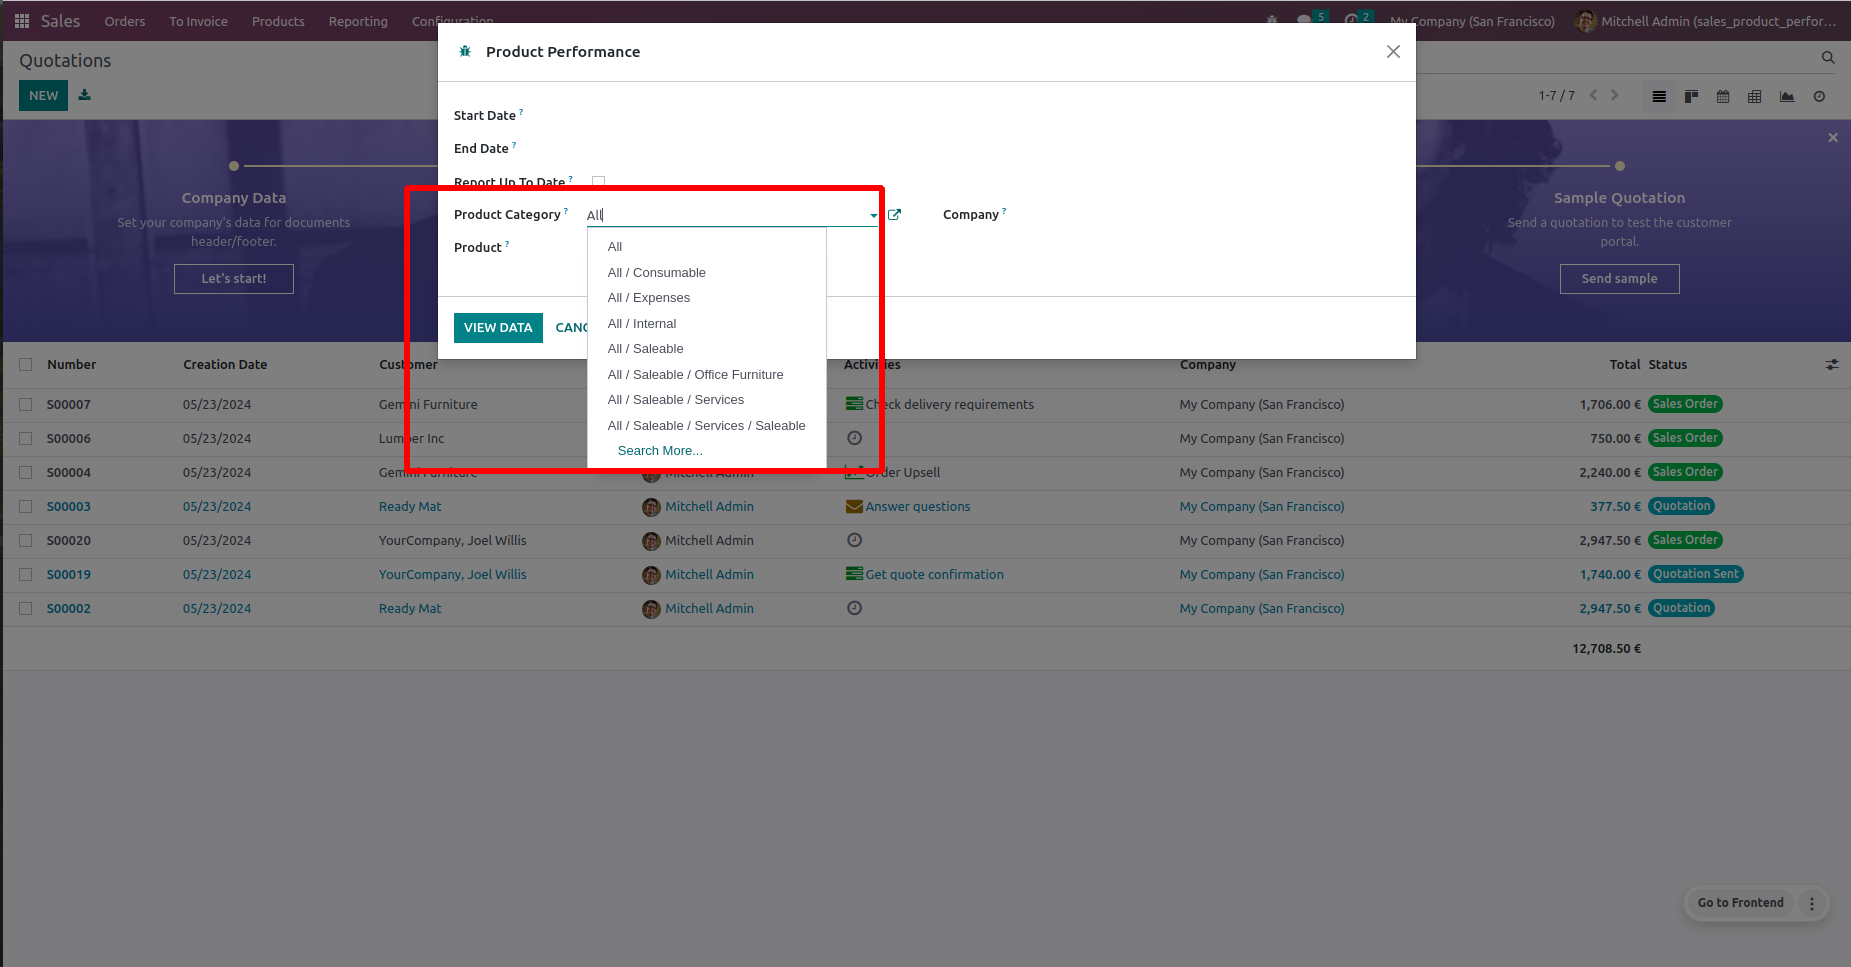 Sales Orders To Invoice Products Reporting Configuration 5 2 My Company (San Francisco) Mitchell Admin (sales_product_perfor...
Quotations
NEW
1-7 / 7
Product Performance
Start Date ?
End Date ?
Report Up To Date ?
Product Category ? All
Company ?
Product ?
All
All / Consumable
All / Expenses
All / Internal
All / Saleable
All / Saleable / Office Furniture
All / Saleable / Services
All / Saleable / Services / Saleable
Search More...
VIEW DATA CANC
Company Data
Set your company's data for documents
header/footer.
Let's start!
Sample Quotation
Send a quotation to test the customer
portal.
Send sample
Number Creation Date Customer Activities Company Total Status
S00007 05/23/2024 Gemini Furniture Check delivery requirements My Company (San Francisco) 1,706.00 € Sales Order
S00006 05/23/2024 Lumber Inc My Company (San Francisco) 750.00 € Sales Order
S00004 05/23/2024 Gemini Furniture Mitchell Admin Order Upsell My Company (San Francisco) 2,240.00 € Sales Order
S00003 05/23/2024 Ready Mat Mitchell Admin Answer questions My Company (San Francisco) 377.50 € Quotation
S00020 05/23/2024 YourCompany, Joel Willis Mitchell Admin My Company (San Francisco) 2,947.50 € Sales Order
S00019 05/23/2024 YourCompany, Joel Willis Mitchell Admin Get quote confirmation My Company (San Francisco) 1,740.00 € Quotation Sent
S00002 05/23/2024 Ready Mat Mitchell Admin My Company (San Francisco) 2,947.50 € Quotation
12,708.50 €
Go to Frontend